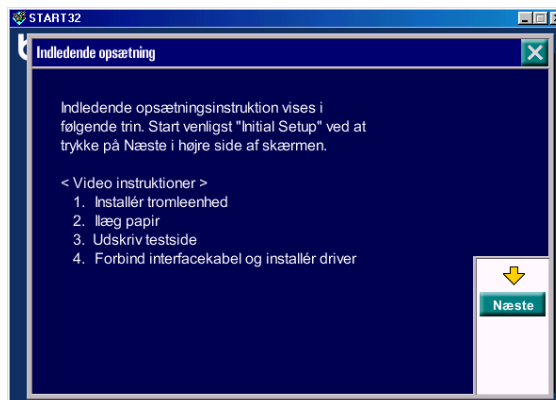 START32
Indledende opsætning
Indledende opsætningsinstruktion vises i
følgende trin. Start venligst "Initial Setup" ved at
trykke på Næste i højre side af skærmen.
< Video instruktioner >
1. Installér tromleenhed
2. Ilæg papir
3. Udskriv testside
4. Forbind interfacekabel og installér driver
Næste